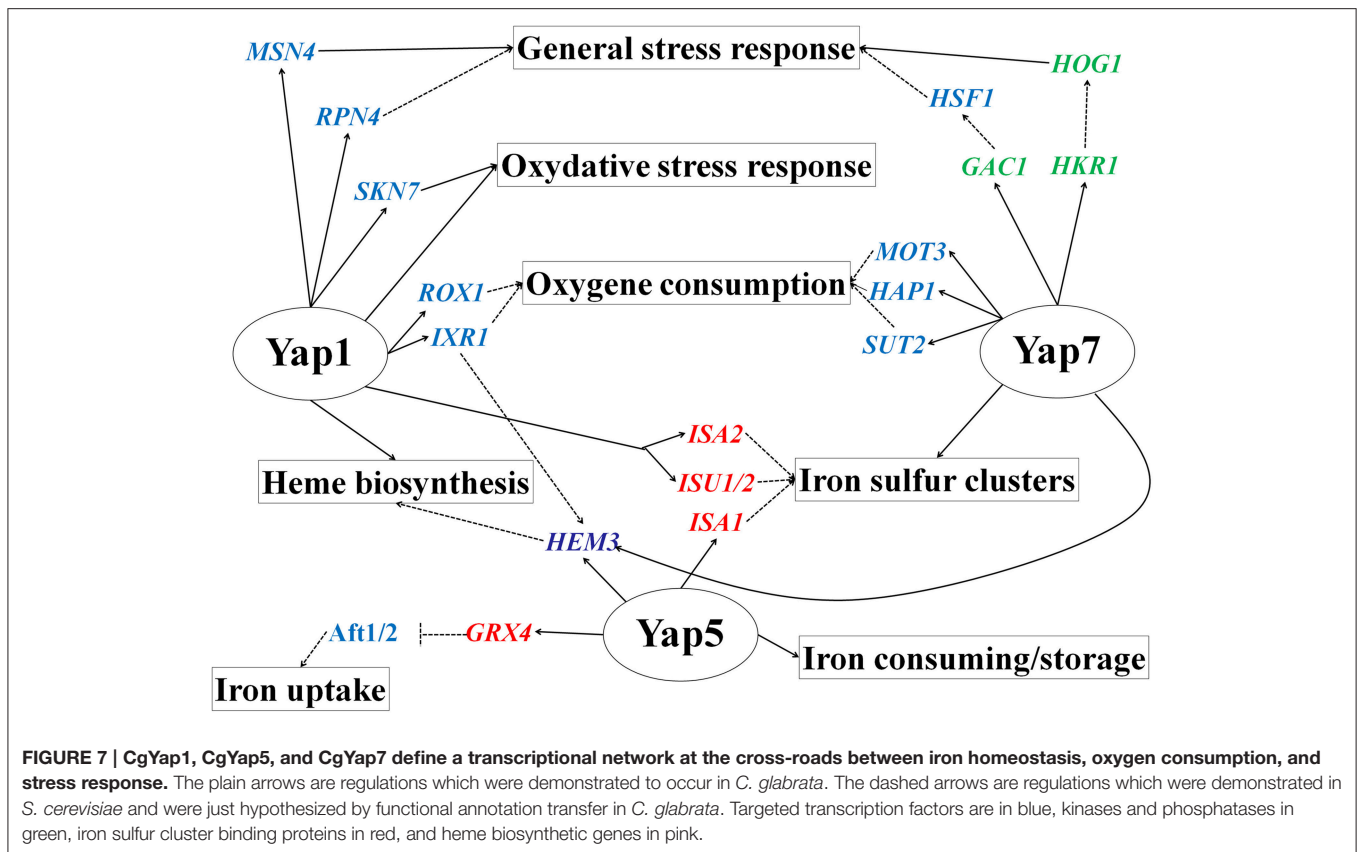 MSN4
General stress response
HOG1
RPN4
HSF1
Oxydative stress response
GAC1
HKR1
SKN7
MOT3
ROX1
Oxygene consumption
HAP1
IXR1
SUT2
Yap1
Yap7
ISA2
Heme biosynthesis
ISU1/2
Iron sulfur clusters
ISA1
HEM3
Aft1/2
GRX4
Yap5
Iron consuming/storage
Iron uptake
FIGURE 7 | CgYap1, CgYap5, and CgYap7 define a transcriptional network at the cross-roads between iron homeostasis, oxygen consumption, and
stress response. The plain arrows are regulations which were demonstrated to occur in C. glabrata. The dashed arrows are regulations which were demonstrated in
S. cerevisiae and were just hypothesized by functional annotation transfer in C. glabrata. Targeted transcription factors are in blue, kinases and phosphatases in
green, iron sulfur cluster binding proteins in red, and heme biosynthetic genes in pink.